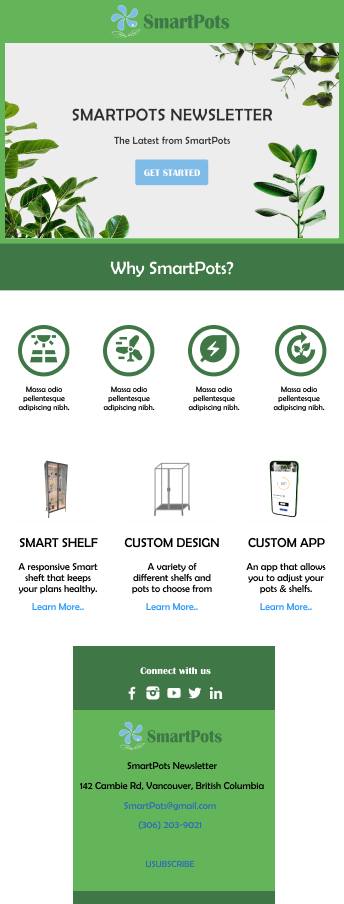 SmartPots
SMARTPOTS NEWSLETTER
The Latest from SmartPots
GET STARTED
Why SmartPots?
Massa odio
pellentesque
adipiscing nibh.
Massa odio
pellentesque
adipiscing nibh.
Massa odio
pellentesque
adipiscing nibh.
Massa odio
pellentesque
adipiscing nibh.
SMART SHELF
A responsive Smart
sheft that keeps
your plans healthy.
Learn More..
CUSTOM DESIGN
A variety of
different shelfs and
pots to choose from
Learn More..
CUSTOM APP
An app that allows
you to adjust your
pots & shelfs.
Learn More..
Connect with us
SmartPots
SmartPots Newsletter
142 Cambie Rd, Vancouver, British Columbia
SmartPots@gmail.com
(306) 203-9021
USUBSCRIBE